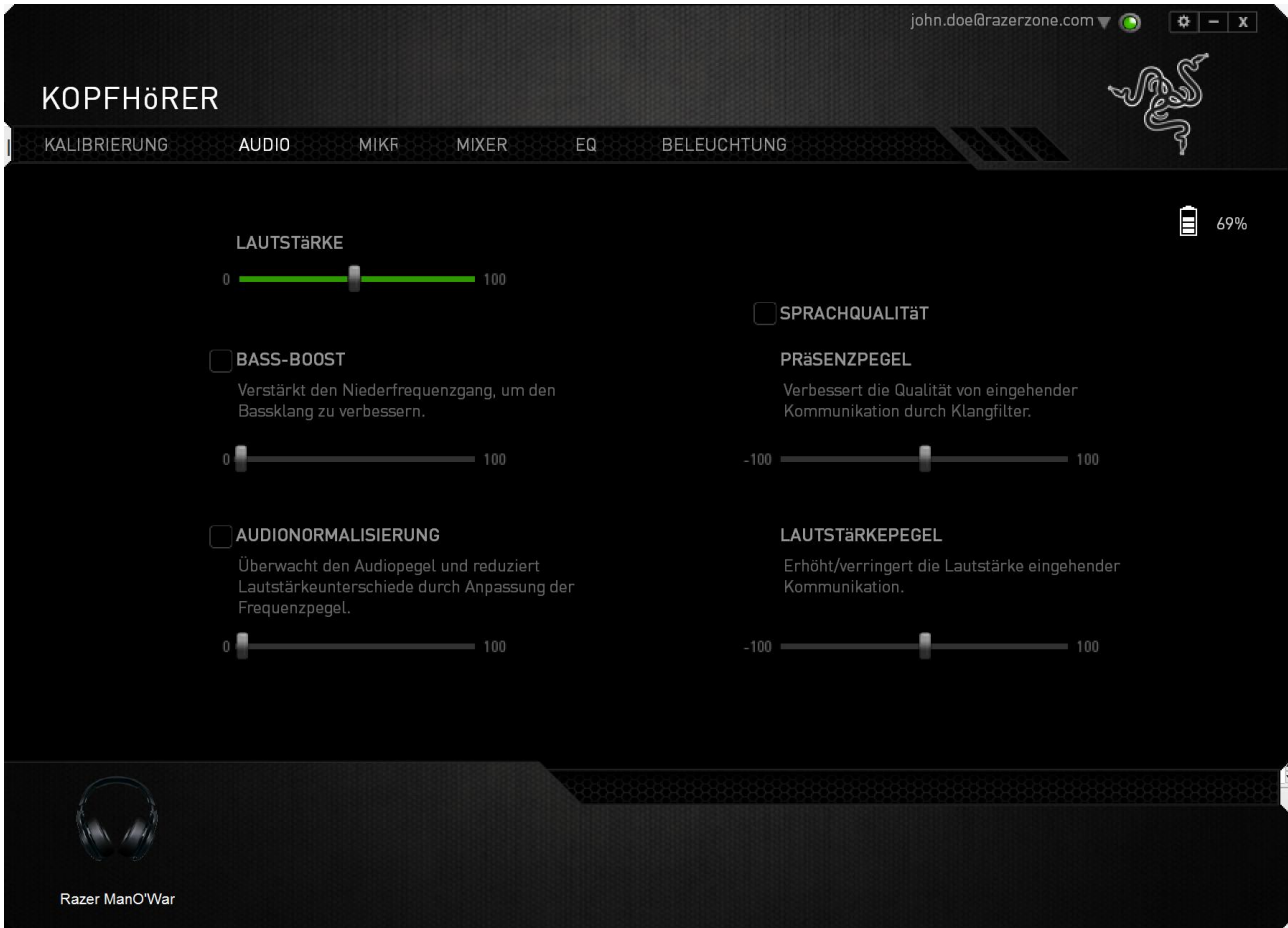 john.doe@razerzone.com
KOPFHöRER
KALIBRIERUNG AUDIO MIKR MIXER EQ BELEUCHTUNG
69%
LAUTSTäRKE
0 100
BASS-BOOST
Verstärkt den Niederfrequenzgang, um den
Bassklang zu verbessern.
0 100
AUDIONORMALISIERUNG
Überwacht den Audiopegel und reduziert
Lautstärkeunterschiede durch Anpassung der
Frequenzpegel.
0 100
SPRACHQUALITäT
PRäSENZPEGEL
Verbessert die Qualität von eingehender
Kommunikation durch Klangfilter.
-100 100
LAUTSTäRKEPEGEL
Erhöht/verringert die Lautstärke eingehender
Kommunikation.
-100 100
Razer ManO'War